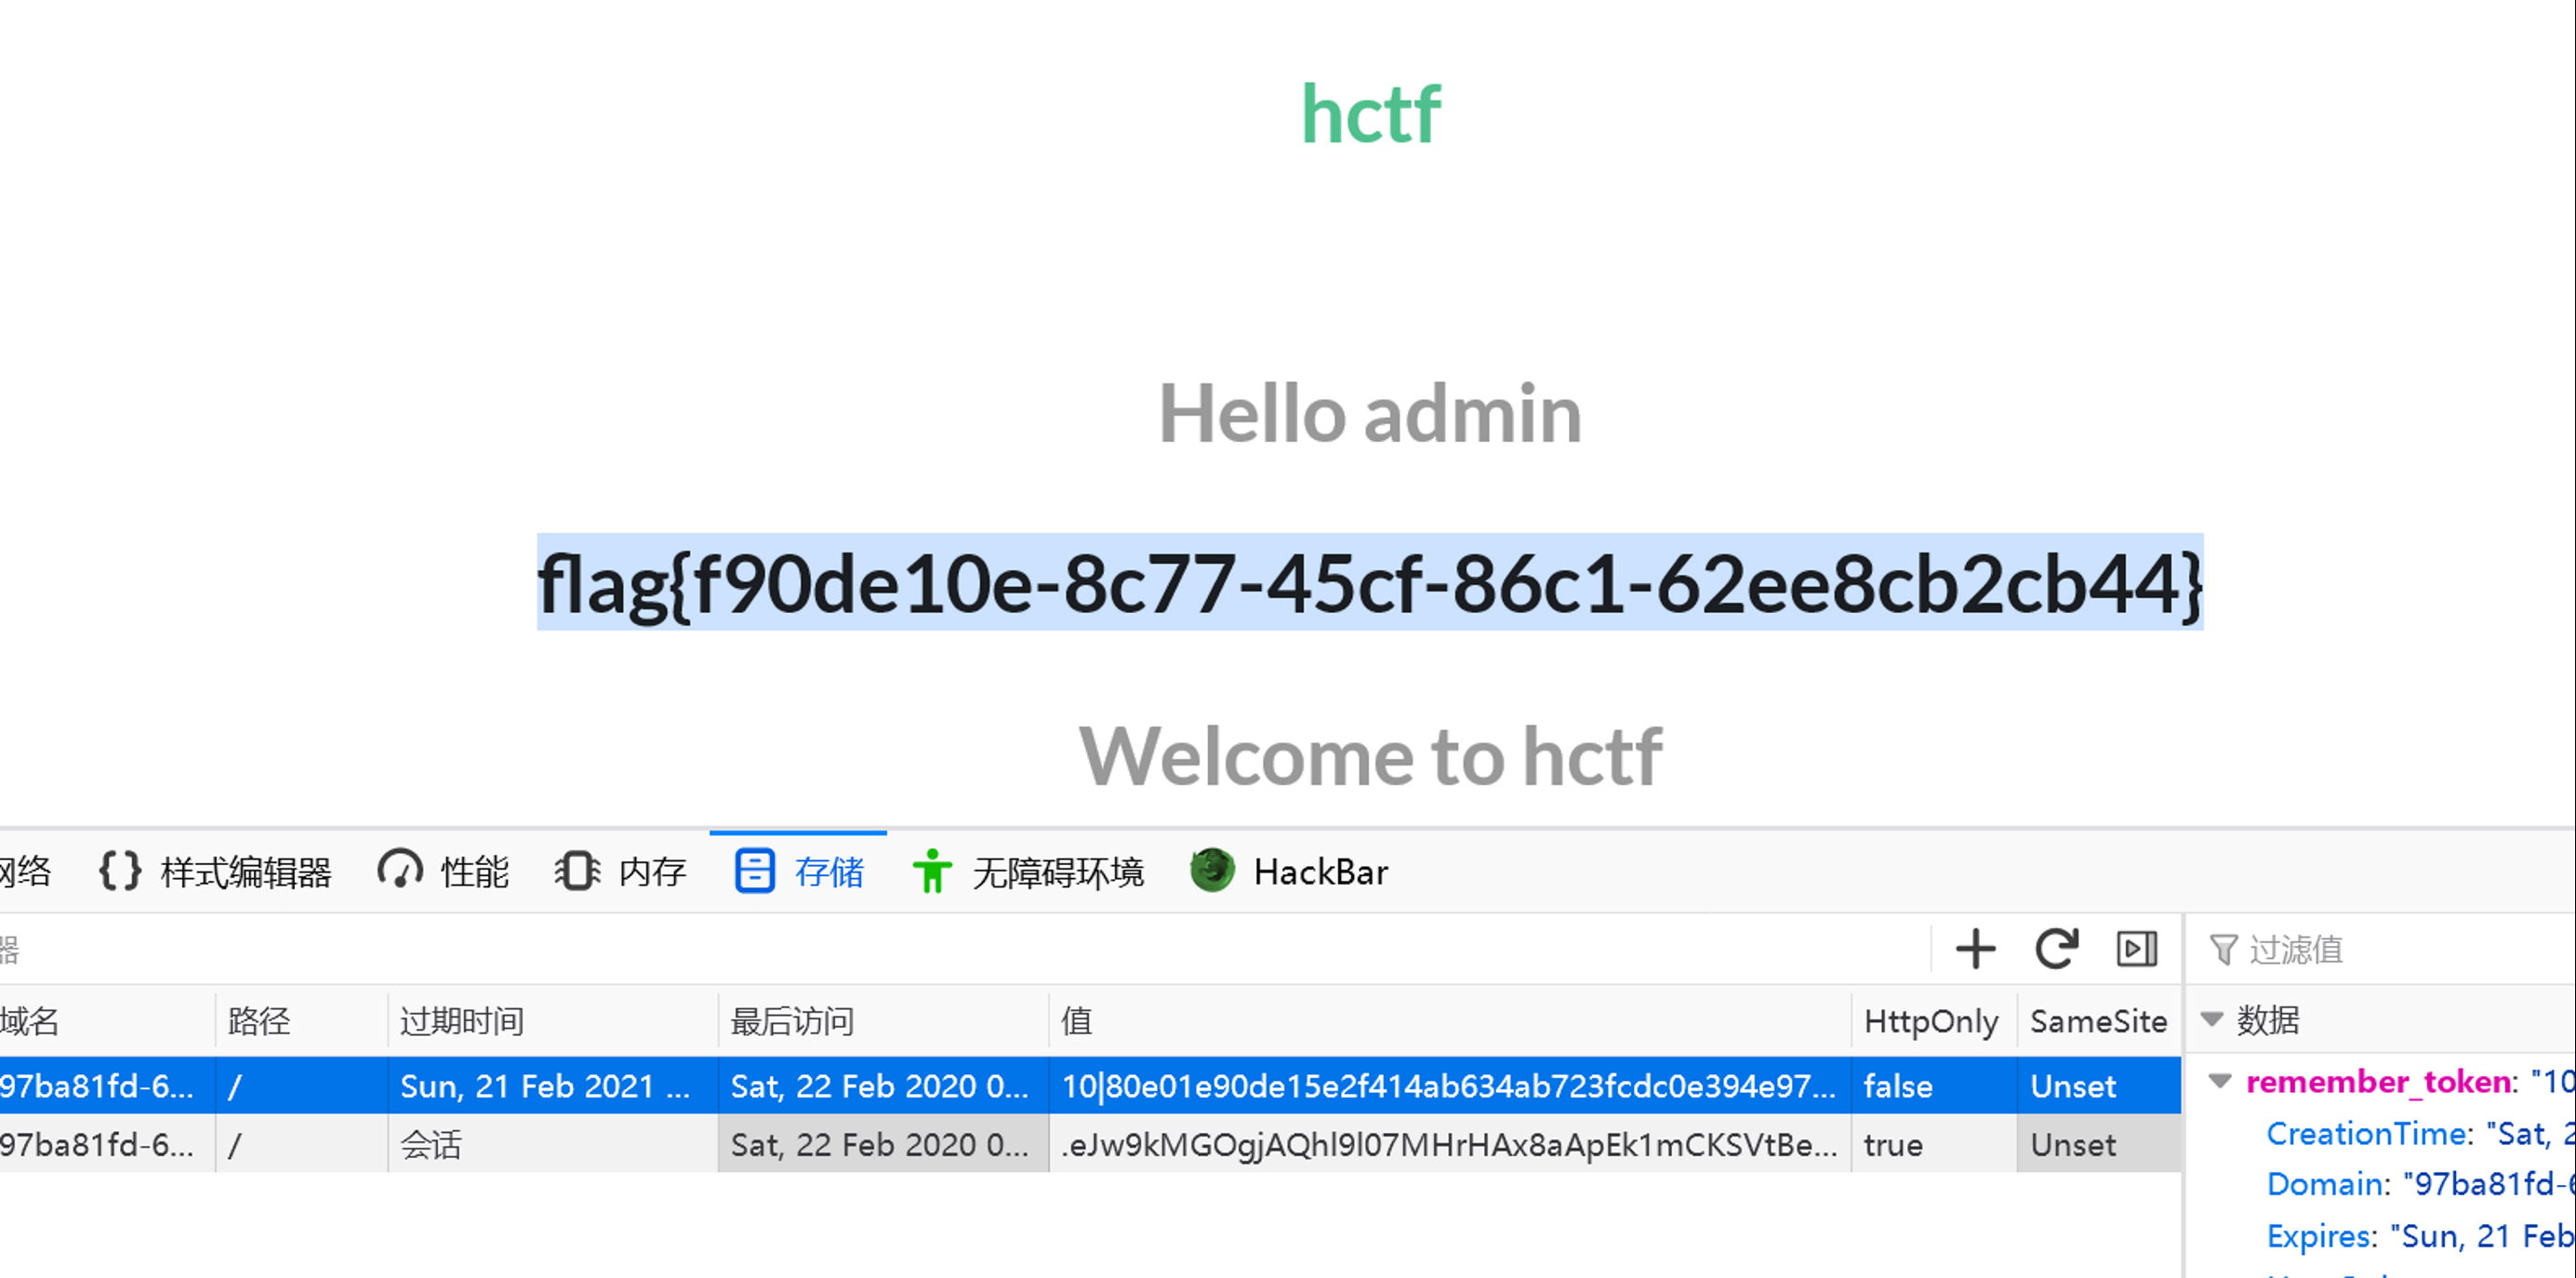 hctf
Hello admin
flag{f90de10e-8c77-45cf-86c1-62ee8cb2cb44}
Welcome to hctf
网络 样式编辑器 性能 内存 存储 无障碍环境 HackBar
器 过滤值
域名 路径 过期时间 最后访问 值 HttpOnly SameSite 数据
97ba81fd-6... / Sun, 21 Feb 2021 ... Sat, 22 Feb 2020 0... 10|80e01e90de15e2f414ab634ab723fcdc0e394e97... false Unset remember_token: "10
97ba81fd-6... / 会话 Sat, 22 Feb 2020 0... .eJw9kMGOgjAQhl9l07MHrHAx8aApEk1mCKSVtBe... true Unset CreationTime: "Sat, 2
Domain: "97ba81fd-6
Expires: "Sun, 21 Feb